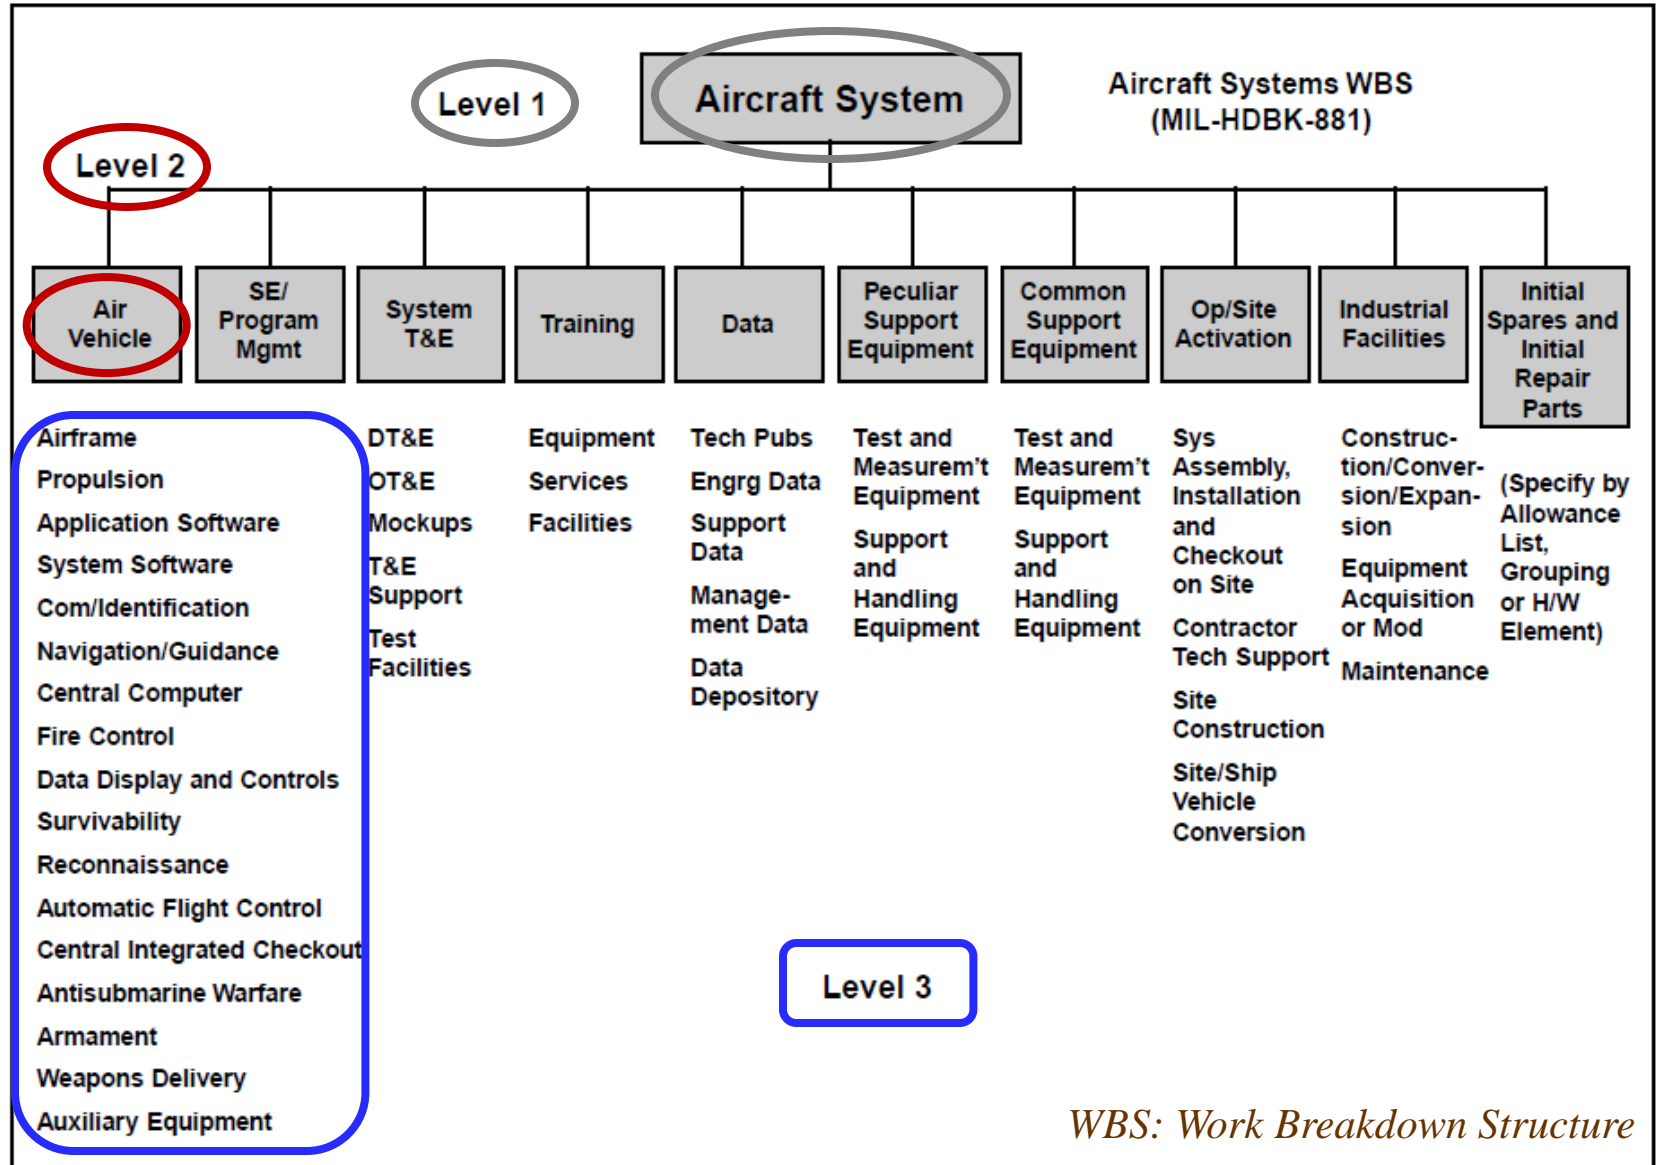 Level 1
Aircraft System
Aircraft Systems WBS
(MIL-HDBK-881)
Level 2
Air
Vehicle
SE/
Program
Mgmt
System
T&E
Training
Data
Peculiar
Support
Equipment
Common
Support
Equipment
Op/Site
Activation
Industrial
Facilities
Initial
Spares and
Initial
Repair
Parts
Airframe
Propulsion
Application Software
System Software
Com/Identification
Navigation/Guidance
Central Computer
Fire Control
Data Display and Controls
Survivability
Reconnaissance
Automatic Flight Control
Central Integrated Checkout
Antisubmarine Warfare
Armament
Weapons Delivery
Auxiliary Equipment
DT&E
OT&E
Mockups
T&E
Support
Test
Facilities
Equipment
Services
Facilities
Tech Pubs
Engrg Data
Support
Data
Manage-
ment Data
Data
Depository
Test and
Measurem't
Equipment
Support
and
Handling
Equipment
Test and
Measurem't
Equipment
Support
and
Handling
Equipment
Sys
Assembly,
Installation
and
Checkout
on Site
Contractor
Tech Support
Site
Construction
Site/Ship
Vehicle
Conversion
Construc-
tion/Conver-
sion/Expan-
sion
Equipment
Acquisition
or Mod
Maintenance
(Specify by
Allowance
List,
Grouping
or H/W
Element)
Level 3
WBS: Work Breakdown Structure